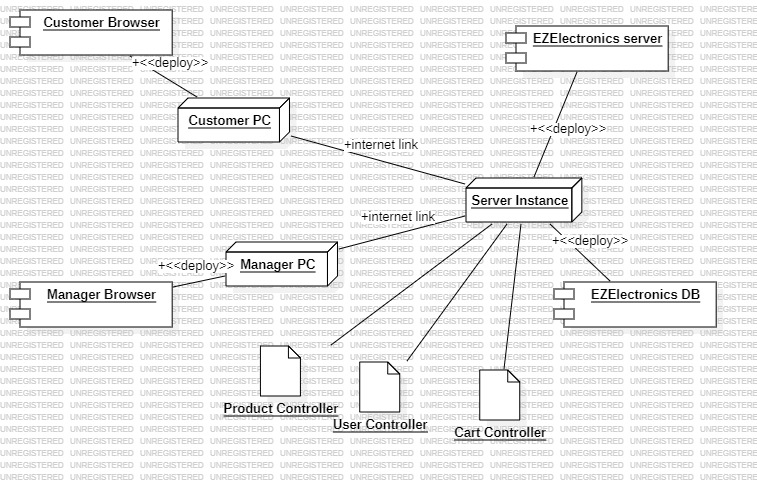 Customer Browser
EZElectronics server
+<<deploy>>
Customer PC
+<<deploy>>
+internet link
Server Instance
+internet link
+<<deploy>>
+<<deploy>>
Manager PC
Manager Browser
EZElectronics DB
Product Controller
User Controller
Cart Controller
UNREGISTERED